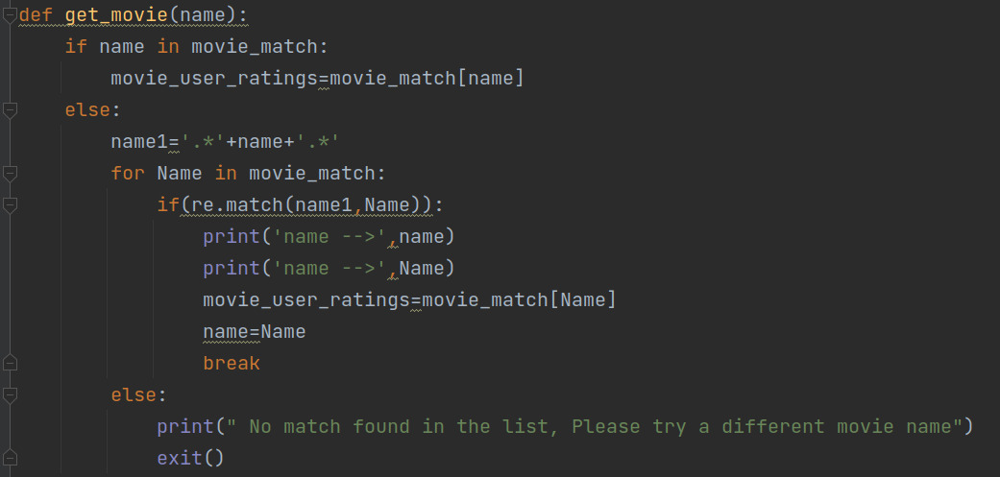 def get_movie(name):
    if name in movie_match:
        movie_user_ratings=movie_match[name]
    else:
        name1='.*'+name+'.*'
        for Name in movie_match:
            if(re.match(name1,Name)):
                print('name -->',name)
                print('name -->',Name)
                movie_user_ratings=movie_match[Name]
                name=Name
                break
        else:
            print(" No match found in the list, Please try a different movie name")
            exit()